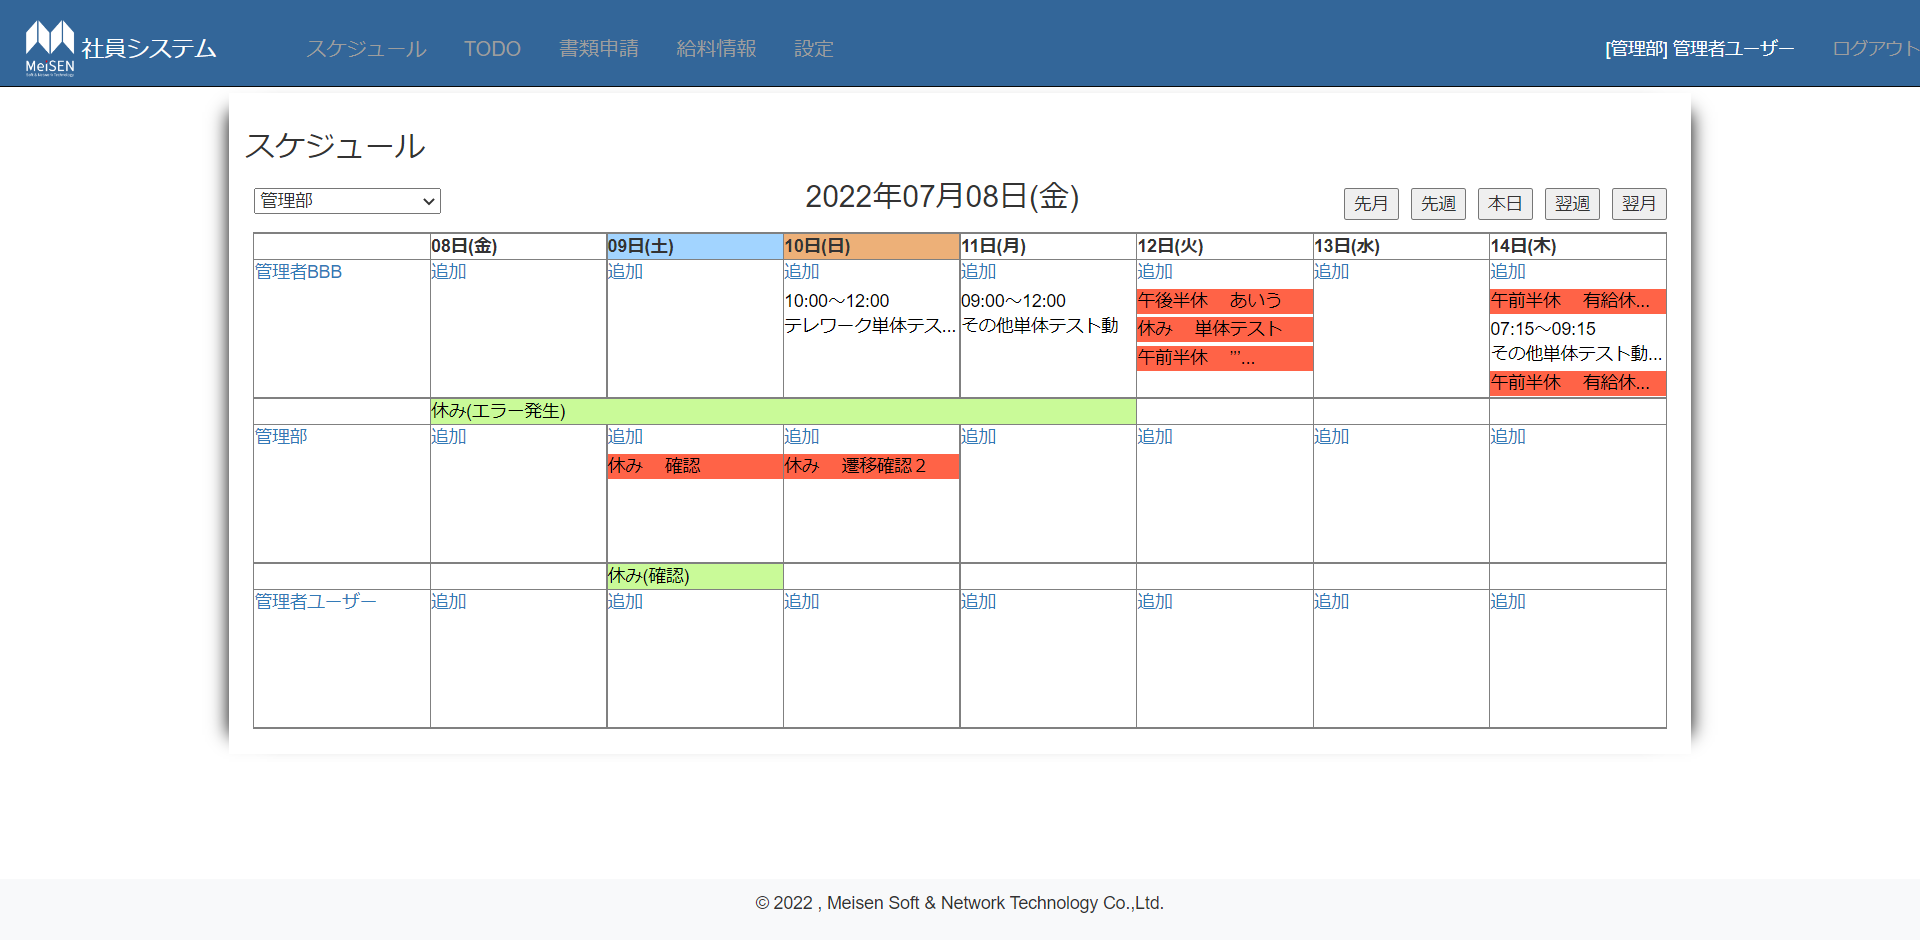 MeiSEN
Soft & Network Technology
社員システム スケジュール TODO 書類申請 給料情報 設定 [管理部] 管理者ユーザー ログアウト
スケジュール
管理部 2022年07月08日(金) 先月 先週 本日 翌週 翌月
08日(金) 09日(土) 10日(日) 11日(月) 12日(火) 13日(水) 14日(木)
管理者BBB 追加 追加 追加 追加 追加 追加 追加
10:00～12:00 09:00～12:00 午後半休 あいう 午前半休 有給休...
テレワーク単体テス... その他単体テスト動 休み 単体テスト 07:15～09:15
午前半休 ’’’... その他単体テスト動...
午前半休 有給休...
休み(エラー発生)
管理部 追加 追加 追加 追加 追加 追加 追加
休み 確認 休み 遷移確認２
休み(確認)
管理者ユーザー 追加 追加 追加 追加 追加 追加 追加
© 2022 , Meisen Soft & Network Technology Co.,Ltd.